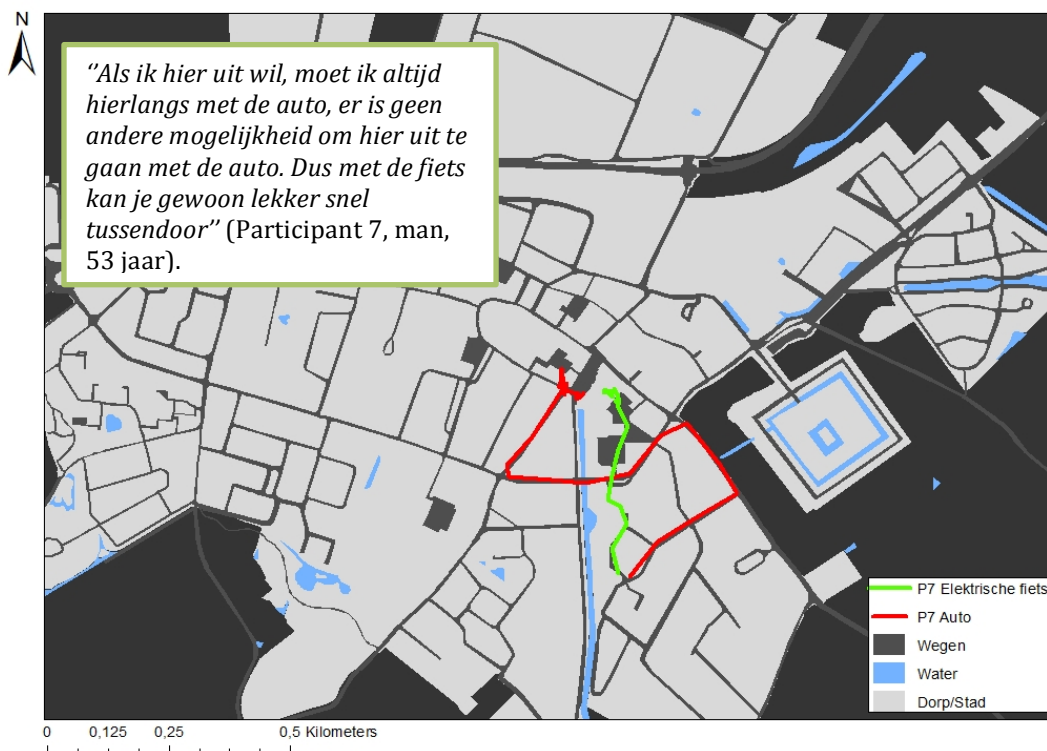 N
‘’Als ik hier uit wil, moet ik altijd
hierlangs met de auto, er is geen
andere mogelijkheid om hier uit te
gaan met de auto. Dus met de fiets
kan je gewoon lekker snel
tussendoor’’ (Participant 7, man,
53 jaar).
P7 Elektrische fiets
P7 Auto
Wegen
Water
Dorp/Stad
0 0,125 0,25 0,5 Kilometers